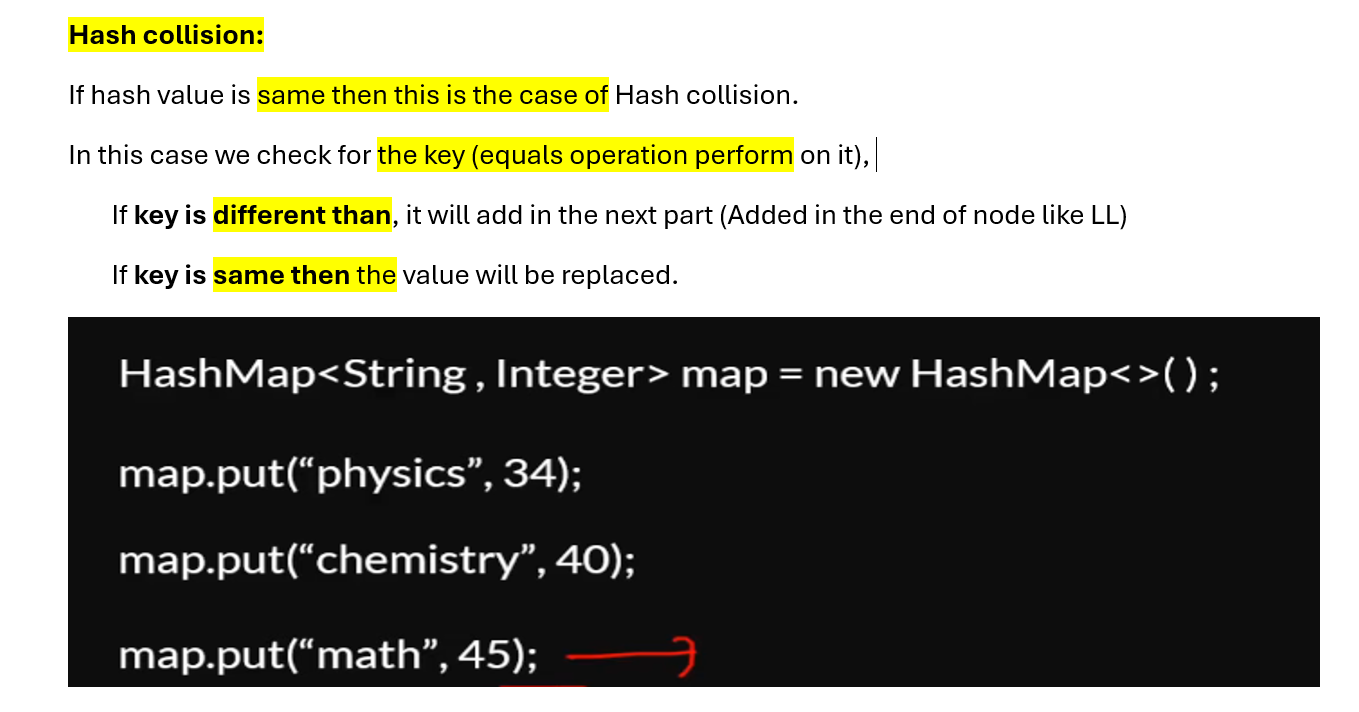 Hash collision:
If hash value is same then this is the case of Hash collision.
In this case we check for the key (equals operation perform on it),
If key is different than, it will add in the next part (Added in the end of node like LL)
If key is same then the value will be replaced.
HashMap<String , Integer> map = new HashMap<>( ) ;
map.put(“physics”, 34);
map.put(“chemistry”, 40);
map.put(“math”, 45);